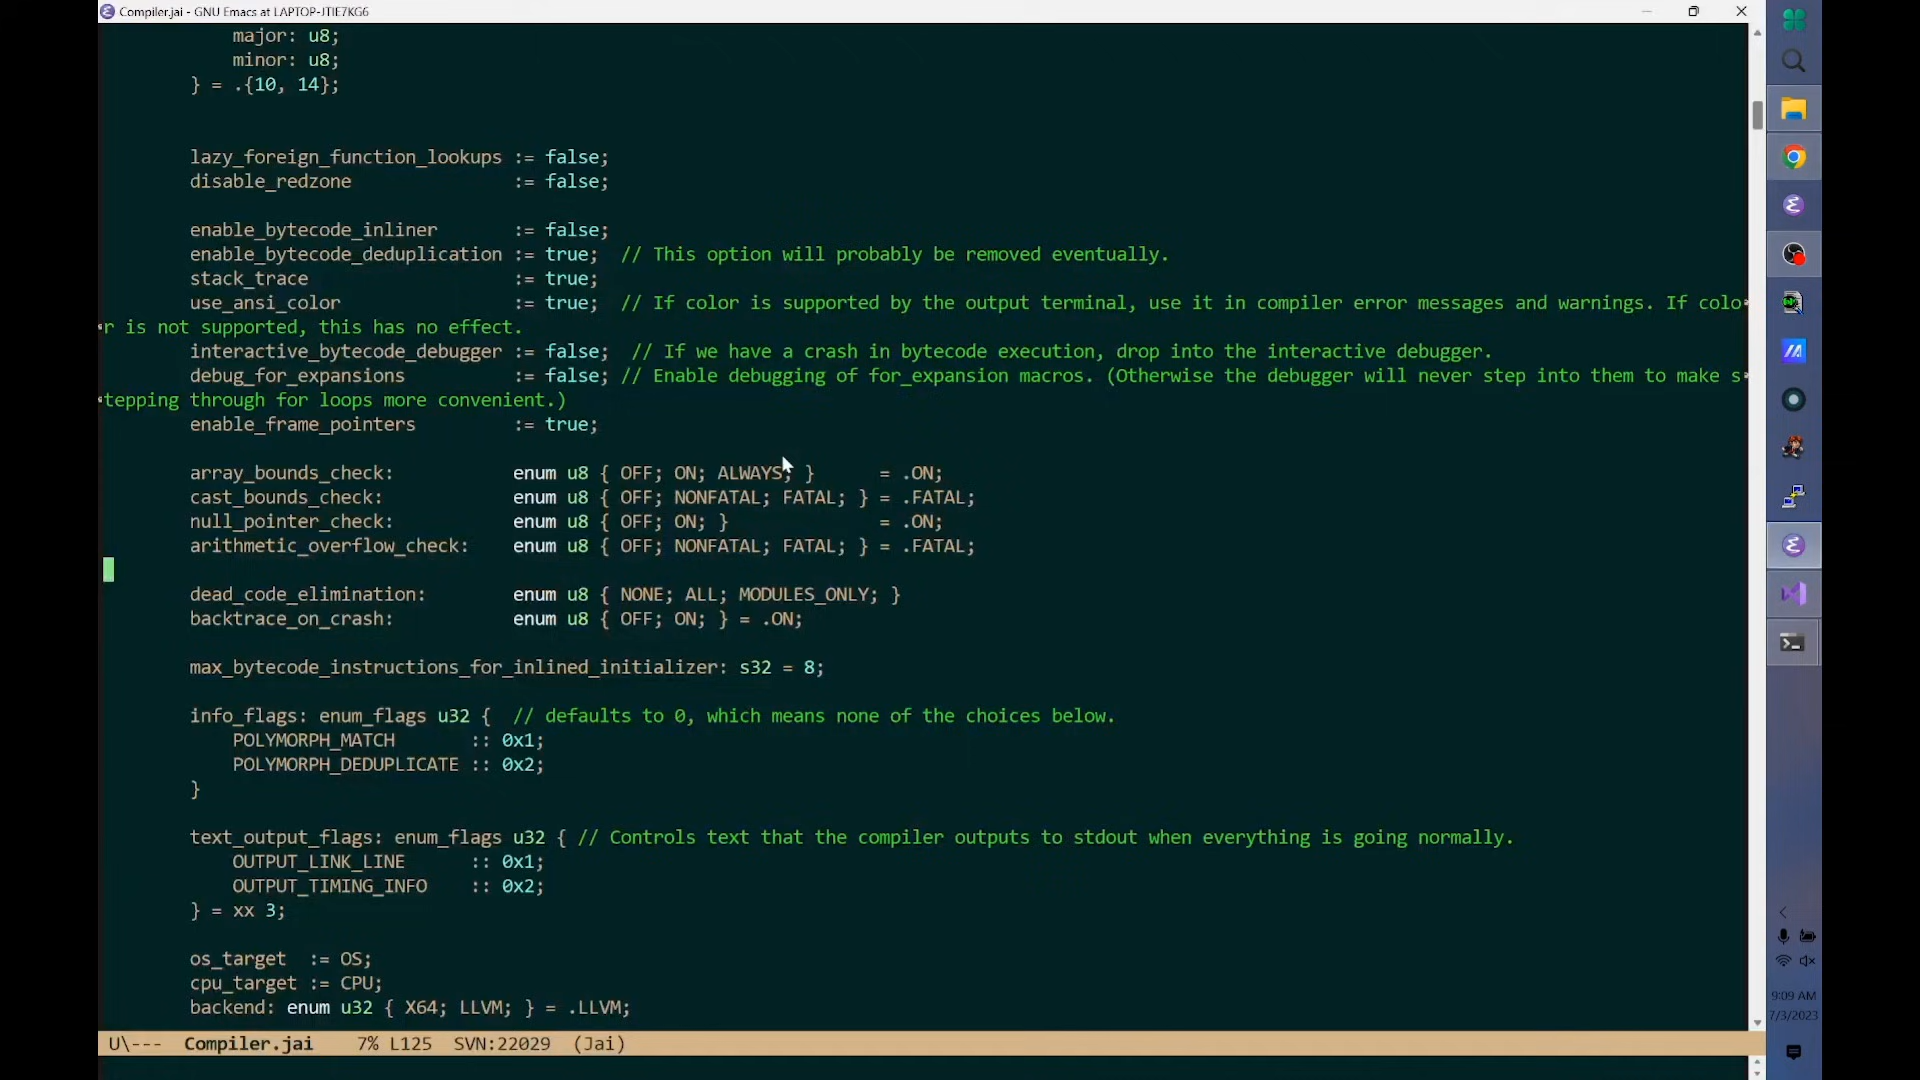 Compiler.jai - GNU Emacs at LAPTOP-JTIE7KG6
major: u8;
minor: u8;
} = .{10, 14};
lazy_foreign_function_lookups := false;
disable_redzone := false;
enable_bytecode_inliner := false;
enable_bytecode_deduplication := true; // This option will probably be removed eventually.
stack_trace := true;
use_ansi_color := true; // If color is supported by the output terminal, use it in compiler error messages and warnings. If colo
r is not supported, this has no effect.
interactive_bytecode_debugger := false; // If we have a crash in bytecode execution, drop into the interactive debugger.
debug_for_expansions := false; // Enable debugging of for_expansion macros. (Otherwise the debugger will never step into them to make s
tepping through for loops more convenient.)
enable_frame_pointers := true;
array_bounds_check: enum u8 { OFF; ON; ALWAYS; } = .ON;
cast_bounds_check: enum u8 { OFF; NONFATAL; FATAL; } = .FATAL;
null_pointer_check: enum u8 { OFF; ON; } = .ON;
arithmetic_overflow_check: enum u8 { OFF; NONFATAL; FATAL; } = .FATAL;
dead_code_elimination: enum u8 { NONE; ALL; MODULES_ONLY; }
backtrace_on_crash: enum u8 { OFF; ON; } = .ON;
max_bytecode_instructions_for_inlined_initializer: s32 = 8;
info_flags: enum_flags u32 { // defaults to 0, which means none of the choices below.
POLYMORPH_MATCH :: 0x1;
POLYMORPH_DEDUPLICATE :: 0x2;
}
text_output_flags: enum_flags u32 { // Controls text that the compiler outputs to stdout when everything is going normally.
OUTPUT_LINK_LINE :: 0x1;
OUTPUT_TIMING_INFO :: 0x2;
} = xx 3;
os_target := OS;
cpu_target := CPU;
backend: enum u32 { X64; LLVM; } = .LLVM;
U\--- Compiler.jai 7% L125 SVN:22029 (Jai)
9:09 AM
7/3/2023